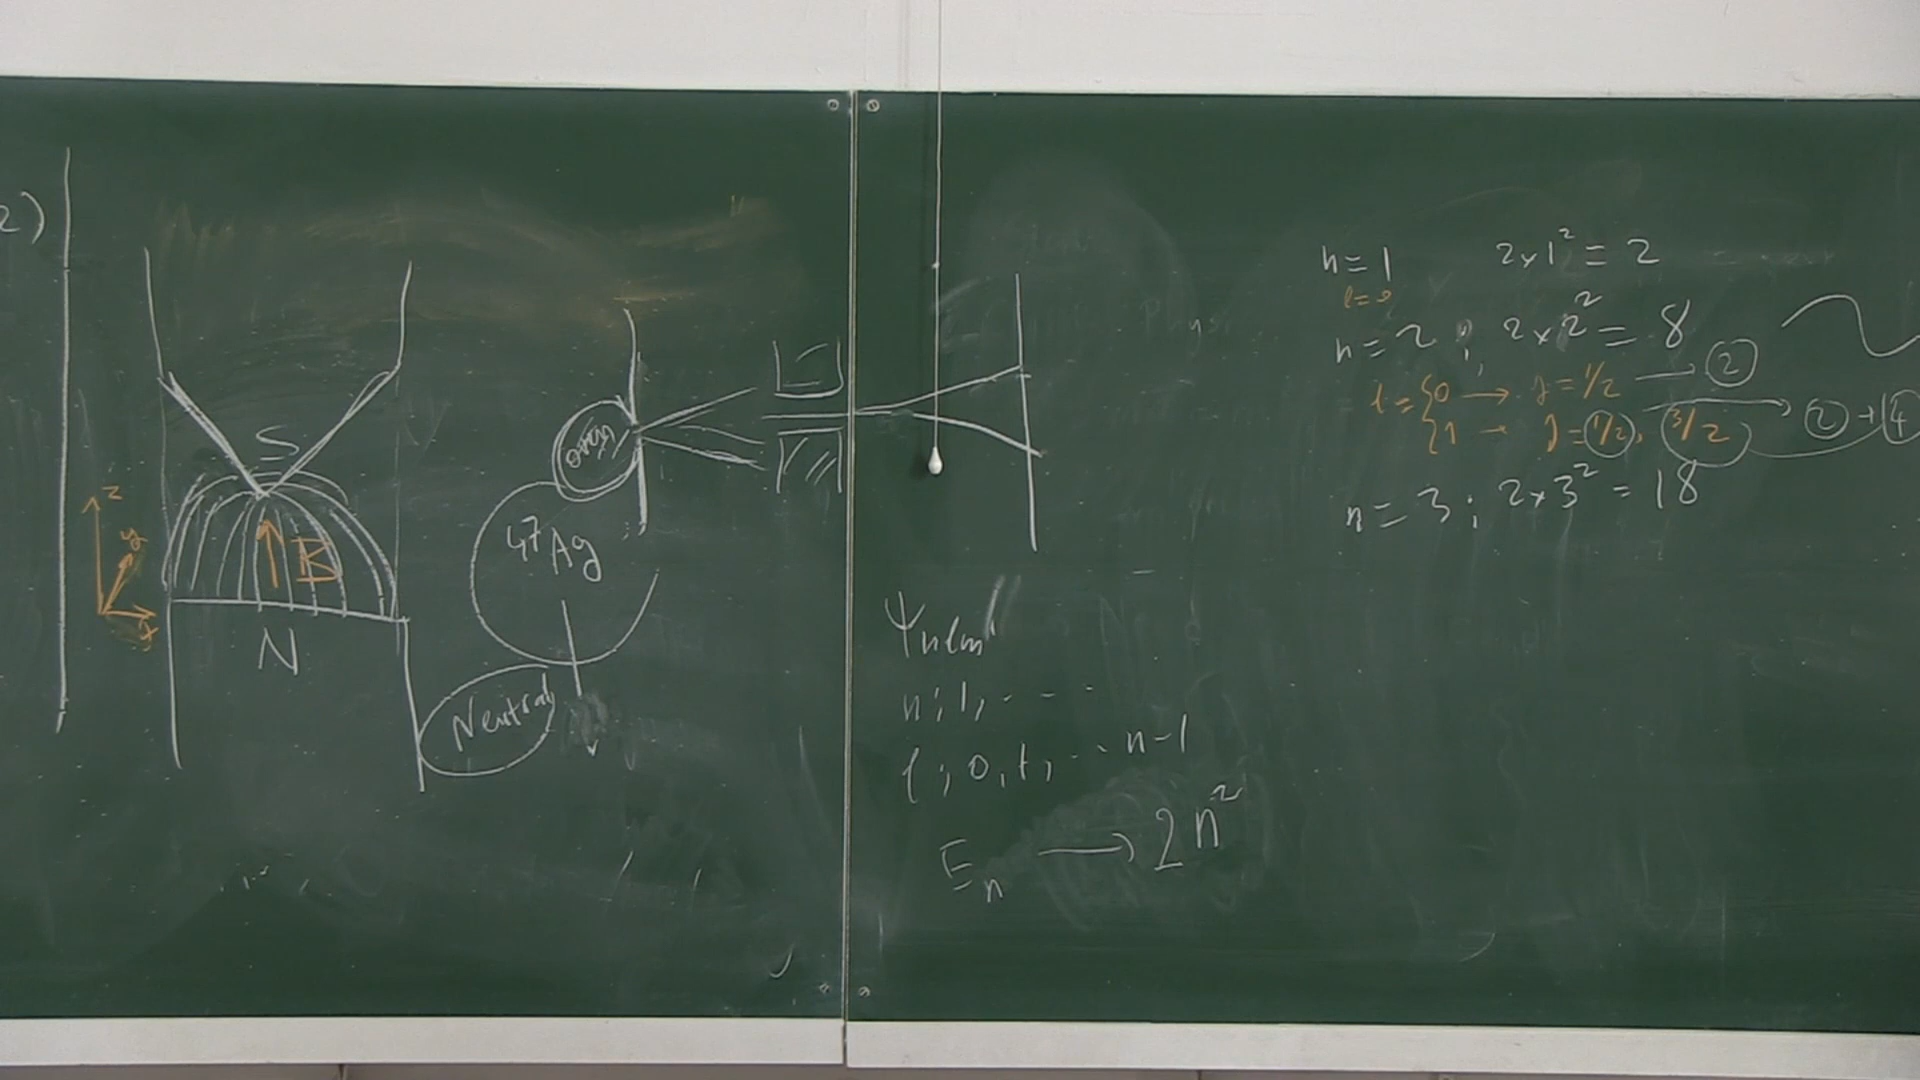 2)
S
z
y
x
B
N
oven
47Ag
Neutral
Ψnlm
n; 1, - - -
l; 0, 1, ... n-1
En → 2n²
n = 1 2×1² = 2
l = 0
n = 2 ; 2×2² = 8
l = { 0 → j = 1/2 → 2
{ 1 → j = 1/2, 3/2 → 2 + 4
n = 3 ; 2×3² = 18